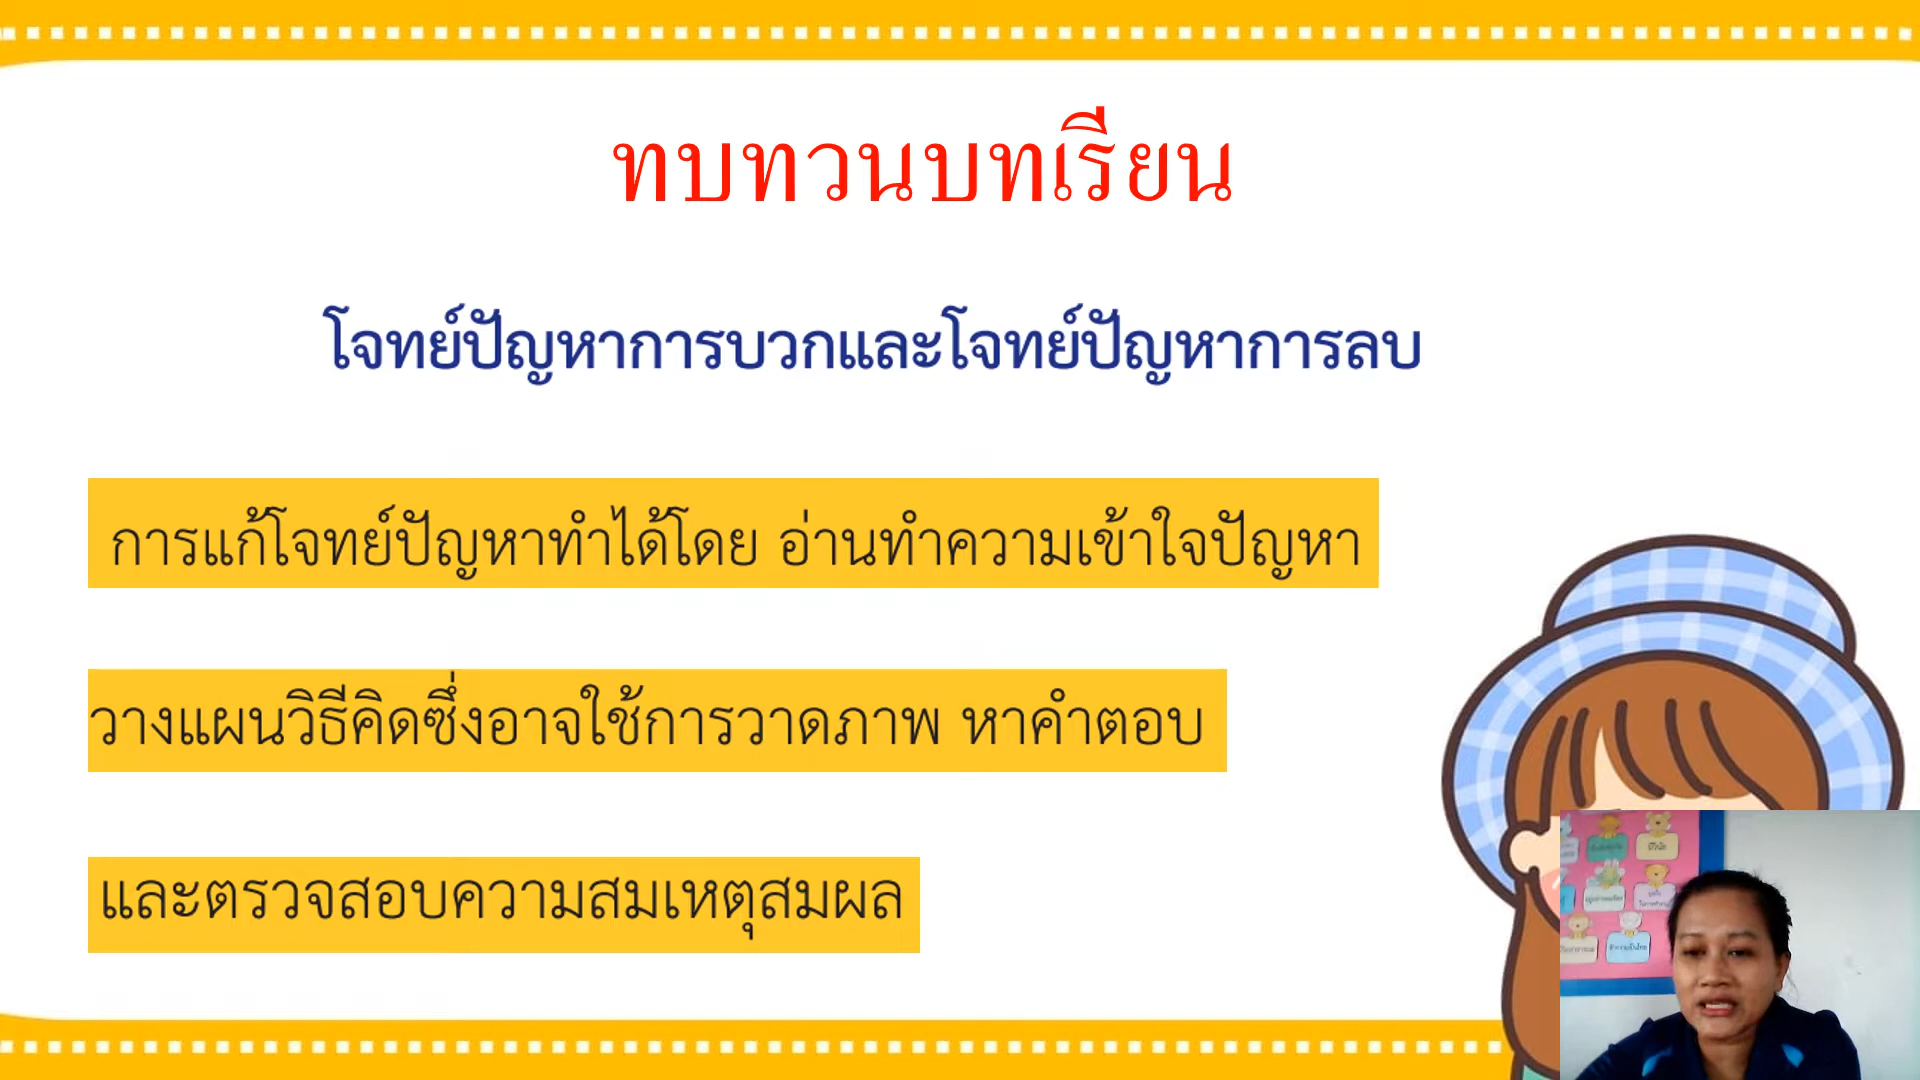 ทบทวนบทเรียน
โจทย์ปัญหาการบวกและโจทย์ปัญหาการลบ
การแก้โจทย์ปัญหาทำได้โดย อ่านทำความเข้าใจปัญหา
วางแผนวิธีคิดซึ่งอาจใช้การวาดภาพ หาคำตอบ
และตรวจสอบความสมเหตุสมผล